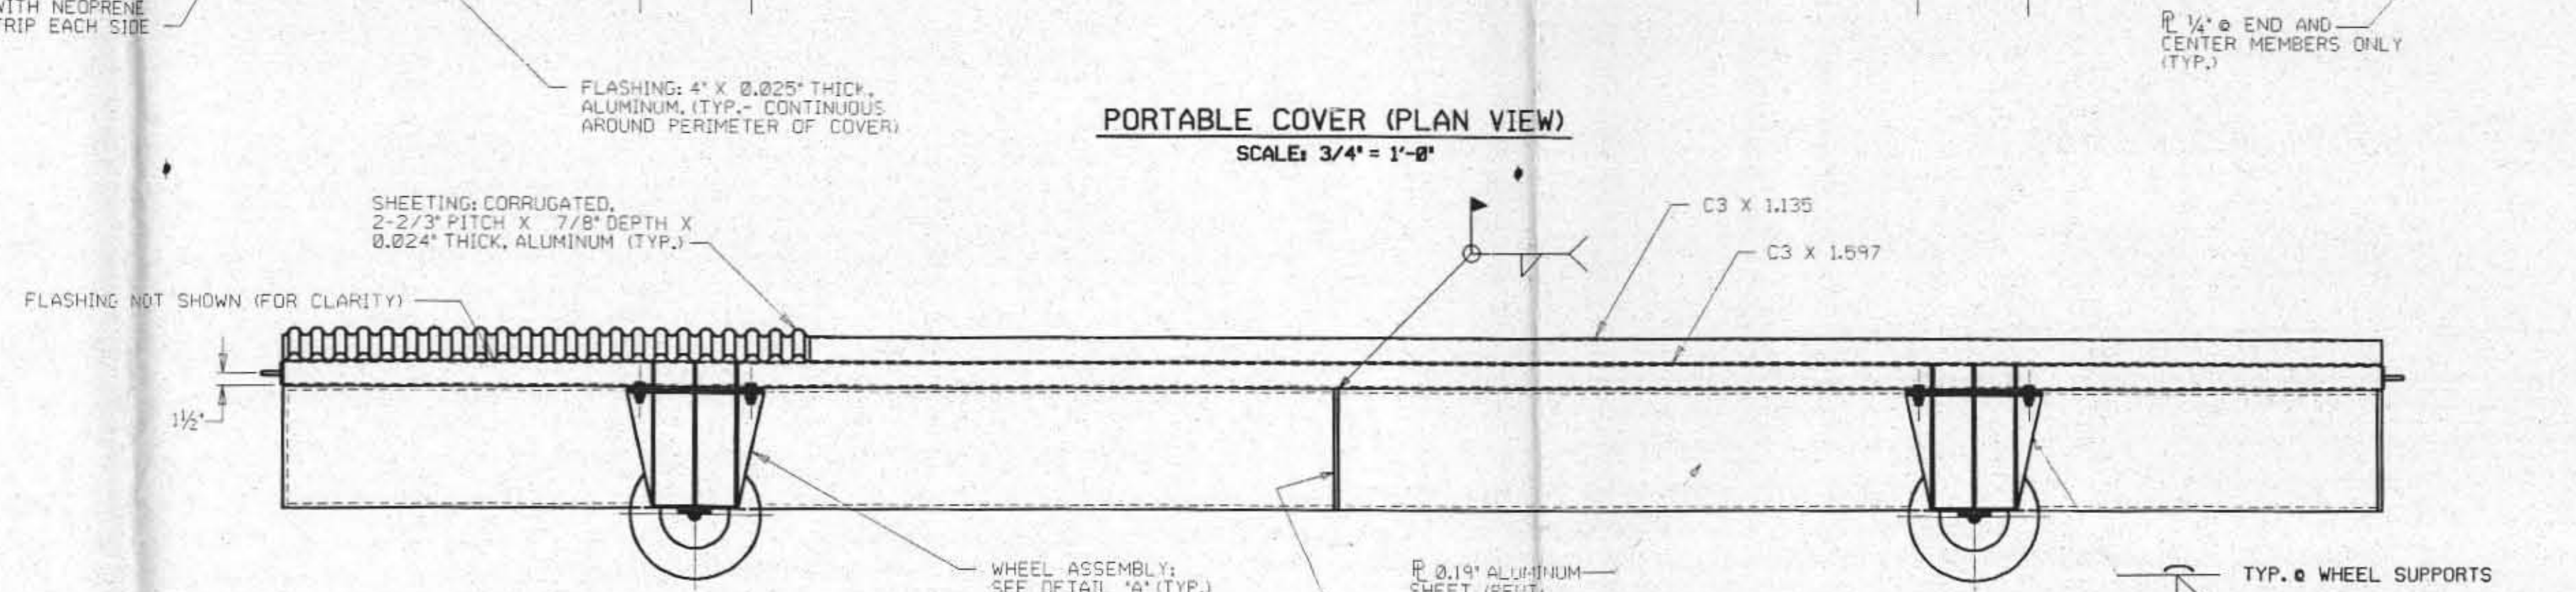 WITH NEOPRENE
TRIP EACH SIDE
℄ 1/4" @ END AND
CENTER MEMBERS ONLY
(TYP.)
FLASHING: 4" X 0.025" THICK,
ALUMINUM. (TYP.- CONTINUOUS
AROUND PERIMETER OF COVER)
PORTABLE COVER (PLAN VIEW)
SCALE: 3/4" = 1'-0"
SHEETING: CORRUGATED,
2-2/3" PITCH X 7/8" DEPTH X
0.024" THICK, ALUMINUM (TYP.)
C3 X 1.135
C3 X 1.597
FLASHING NOT SHOWN (FOR CLARITY)
1½"
WHEEL ASSEMBLY:
SEE DETAIL "A" (TYP.)
PL 0.19" ALUMINUM
SHEET (BENT)
TYP. @ WHEEL SUPPORTS